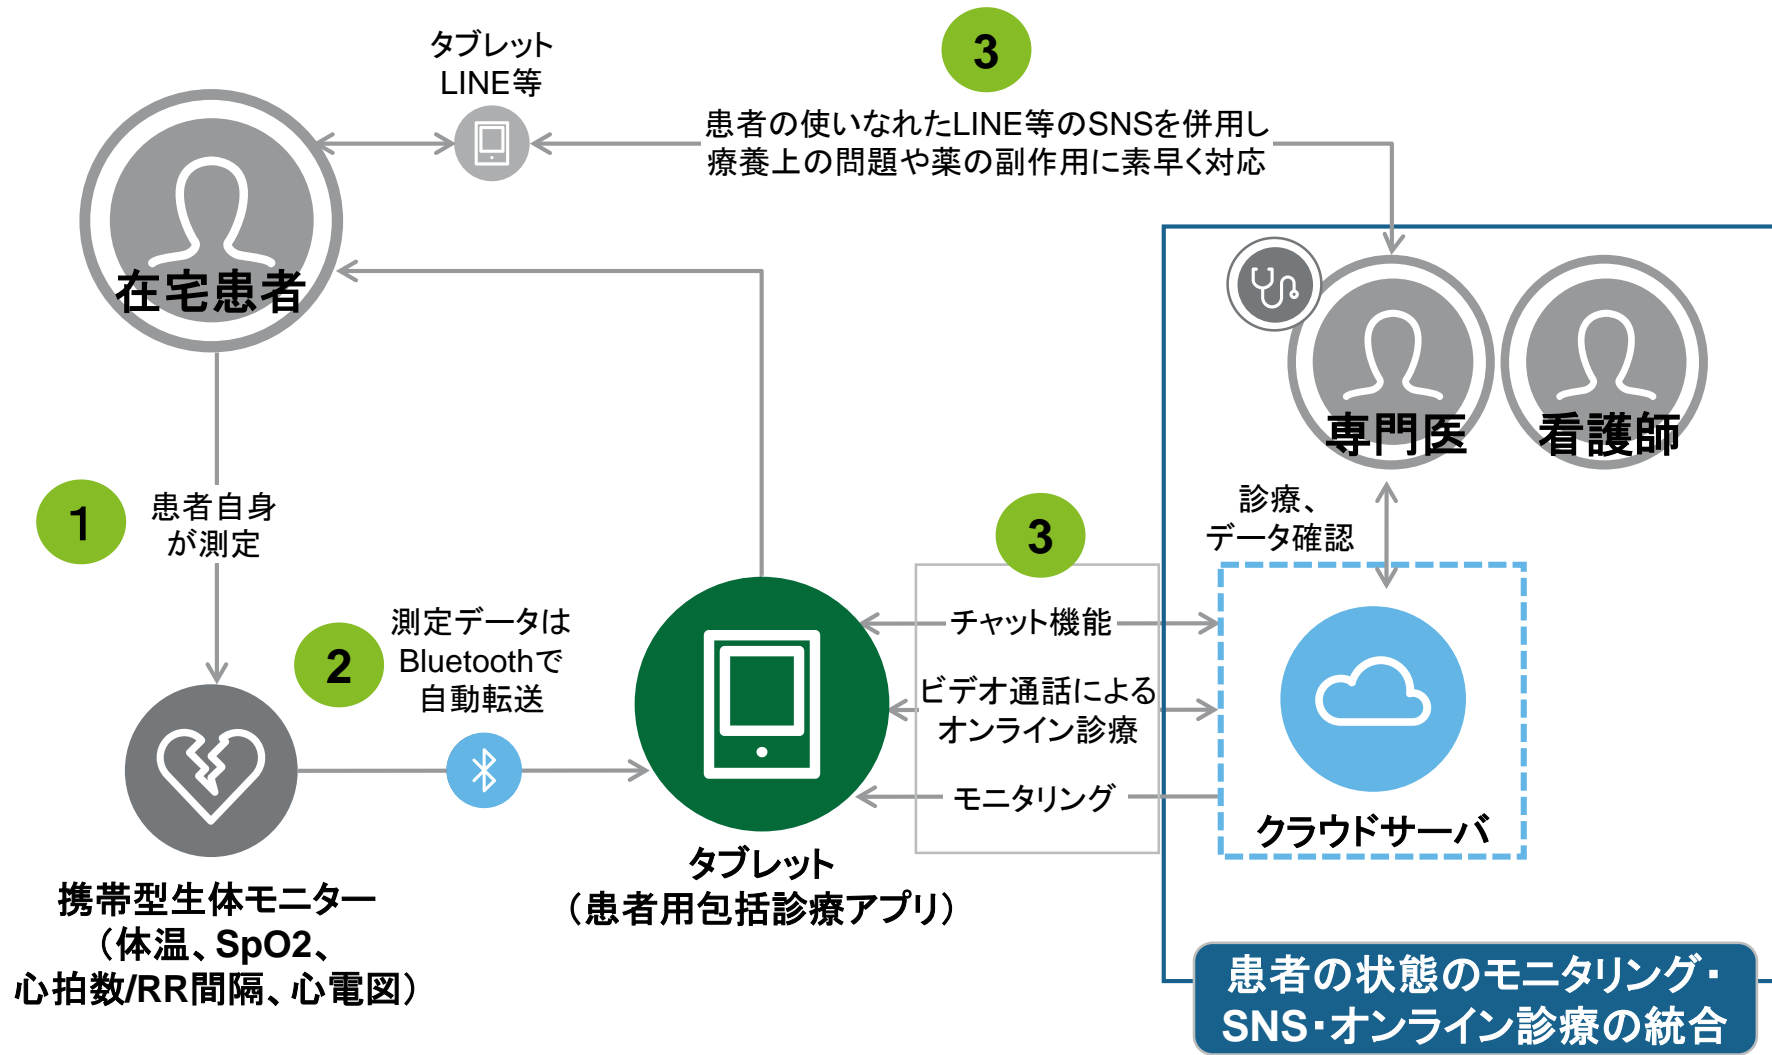 タブレット
LINE等
3
患者の使いなれたLINE等のSNSを併用し
療養上の問題や薬の副作用に素早く対応
在宅患者
専門医
看護師
1
患者自身
が測定
診療、
データ確認
3
2
測定データは
Bluetoothで
自動転送
チャット機能
ビデオ通話による
オンライン診療
モニタリング
クラウドサーバ
タブレット
（患者用包括診療アプリ）
携帯型生体モニター
（体温、SpO2、
心拍数/RR間隔、心電図）
患者の状態のモニタリング・
SNS・オンライン診療の統合